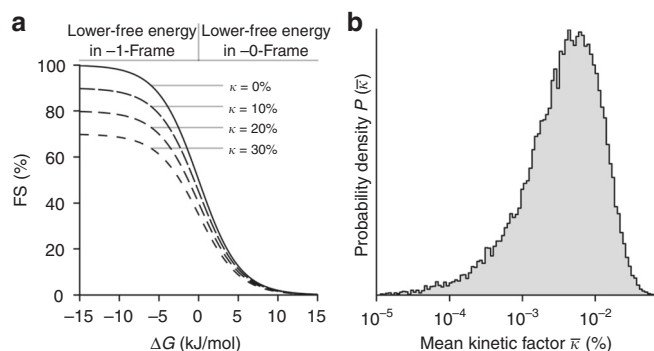 a
Lower-free energy in –1-Frame
Lower-free energy in –0-Frame
100
80
60
40
20
0
FS (%)
κ = 0%
κ = 10%
κ = 20%
κ = 30%
–15
–10
–5
0
5
10
15
ΔG (kJ/mol)
b
Probability density P (κ̄)
10⁻⁵
10⁻⁴
10⁻³
10⁻²
Mean kinetic factor κ̄ (%)